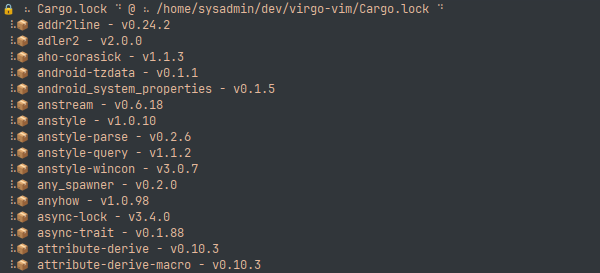 Cargo.lock @ /home/sysadmin/dev/virgo-vim/Cargo.lock
addr2line - v0.24.2
adler2 - v2.0.0
aho-corasick - v1.1.3
android-tzdata - v0.1.1
android_system_properties - v0.1.5
anstream - v0.6.18
anstyle - v1.0.10
anstyle-parse - v0.2.6
anstyle-query - v1.1.2
anstyle-wincon - v3.0.7
any_spawner - v0.2.0
anyhow - v1.0.98
async-lock - v3.4.0
async-trait - v0.1.88
attribute-derive - v0.10.3
attribute-derive-macro - v0.10.3